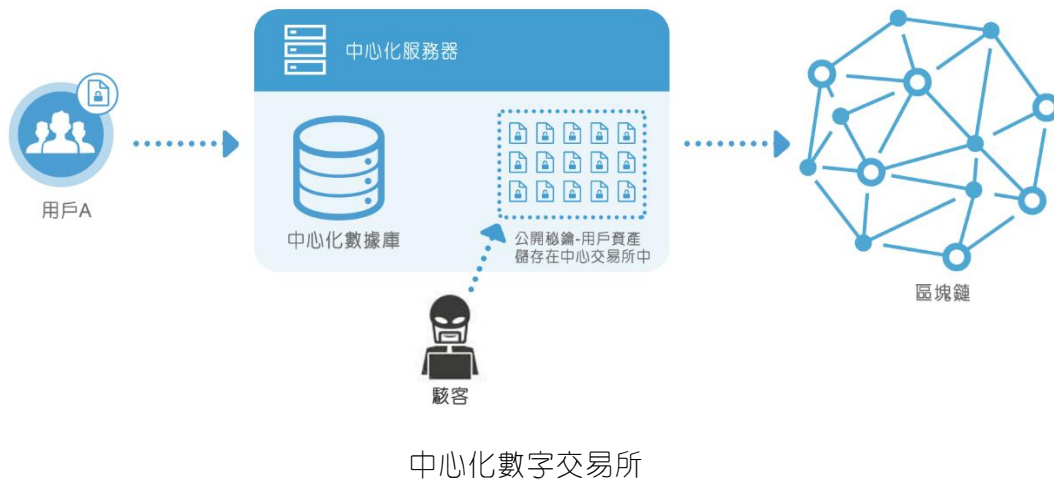 中心化服務器
用戶A
中心化數據庫
公開秘鑰-用戶資產
儲存在中心交易所中
區塊鏈
駭客
中心化數字交易所